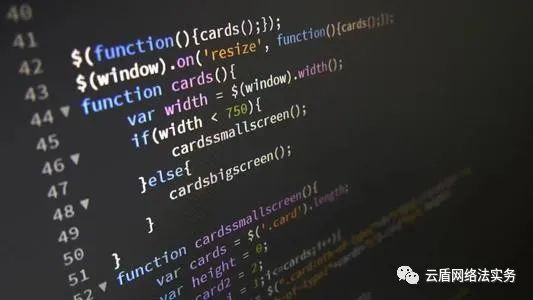 40
41 $(function(){cards();});
42 $(window).on('resize', function(){cards();});
43 function cards(){
44 var width = $(window).width();
45 if(width < 750){
46 cardssmallscreen();
47 }else{
48 cardsbigscreen();
49 }
50 }
51 function cardssmallscreen(){
52 var cards = $('.card').length;
var height = 0;
var card2 = 2;
云盾网络法实务